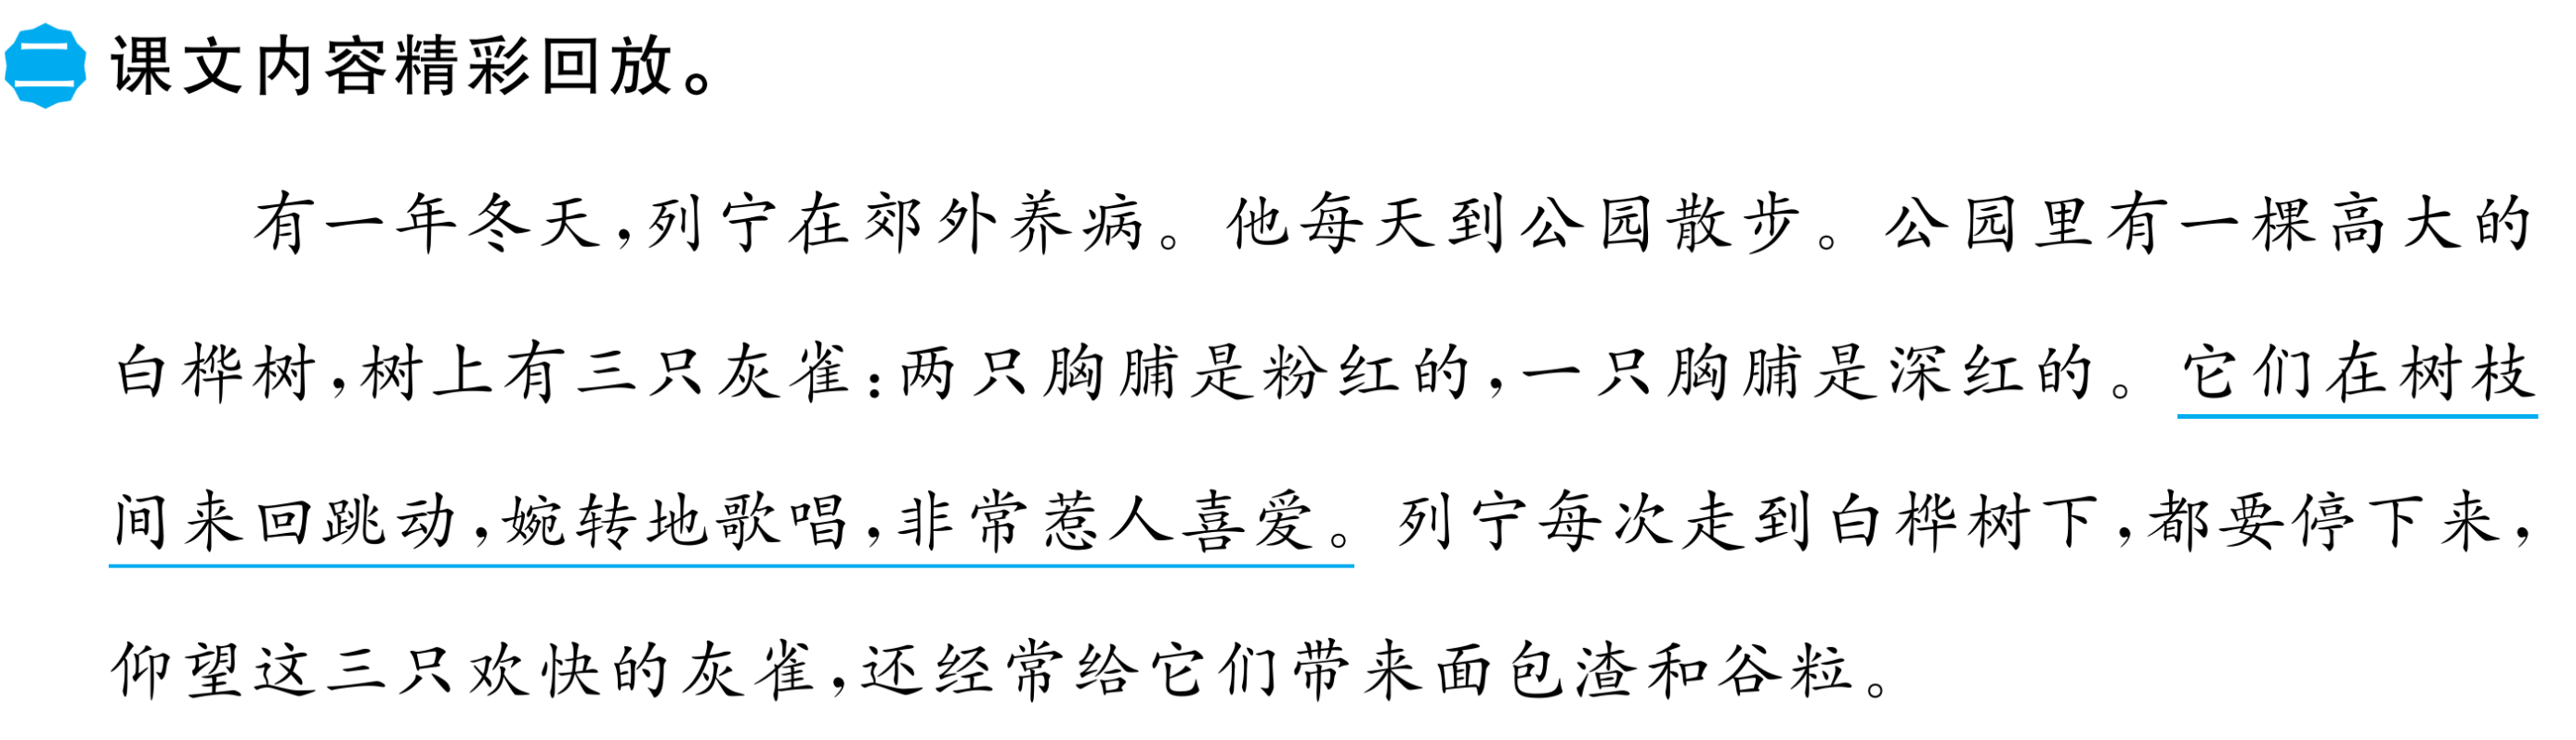 二 课文内容精彩回放。
有一年冬天,列宁在郊外养病。他每天到公园散步。公园里有一棵高大的
白桦树,树上有三只灰雀:两只胸脯是粉红的,一只胸脯是深红的。它们在树枝
间来回跳动,婉转地歌唱,非常惹人喜爱。列宁每次走到白桦树下,都要停下来,
仰望这三只欢快的灰雀,还经常给它们带来面包渣和谷粒。